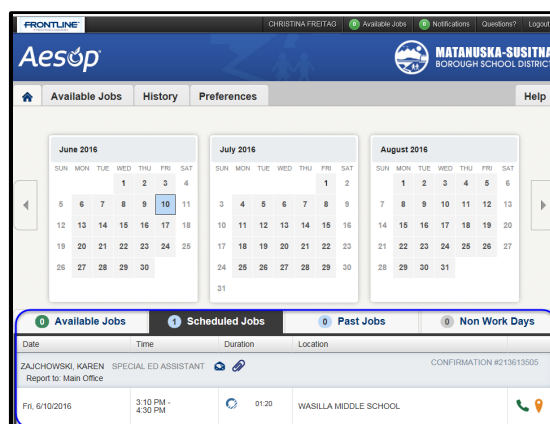 FRONTLINE CHRISTINA FREITAG 0 Available Jobs 0 Notifications Questions? Logout
Aesop MATANUSKA-SUSITNA
BOROUGH SCHOOL DISTRICT
Available Jobs History Preferences Help
June 2016 July 2016 August 2016
SUN MON TUE WED THU FRI SAT SUN MON TUE WED THU FRI SAT SUN MON TUE WED THU FRI SAT
1 2 3 4 1 2 1 2 3 4 5 6
5 6 7 8 9 10 11 3 4 5 6 7 8 9 7 8 9 10 11 12 13
12 13 14 15 16 17 18 10 11 12 13 14 15 16 14 15 16 17 18 19 20
19 20 21 22 23 24 25 17 18 19 20 21 22 23 21 22 23 24 25 26 27
26 27 28 29 30 24 25 26 27 28 29 30 28 29 30 31
31
0 Available Jobs 1 Scheduled Jobs 0 Past Jobs 0 Non Work Days
Date Time Duration Location
ZAJCHOWSKI, KAREN SPECIAL ED ASSISTANT CONFIRMATION #213613505
Report to: Main Office
Fri, 6/10/2016 3:10 PM - 01:20 WASILLA MIDDLE SCHOOL
4:30 PM